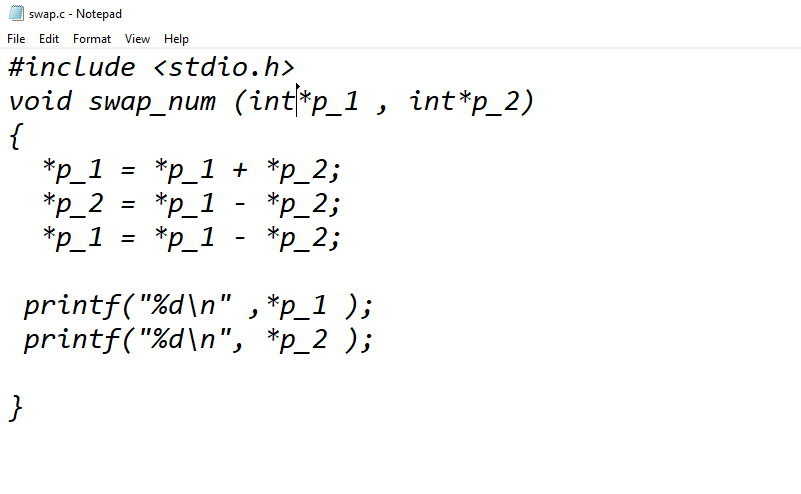 swap.c - Notepad
File Edit Format View Help
#include <stdio.h>
void swap_num (int*p_1 , int*p_2)
{
  *p_1 = *p_1 + *p_2;
  *p_2 = *p_1 - *p_2;
  *p_1 = *p_1 - *p_2;
 printf("%d\n" ,*p_1 );
 printf("%d\n", *p_2 );
}